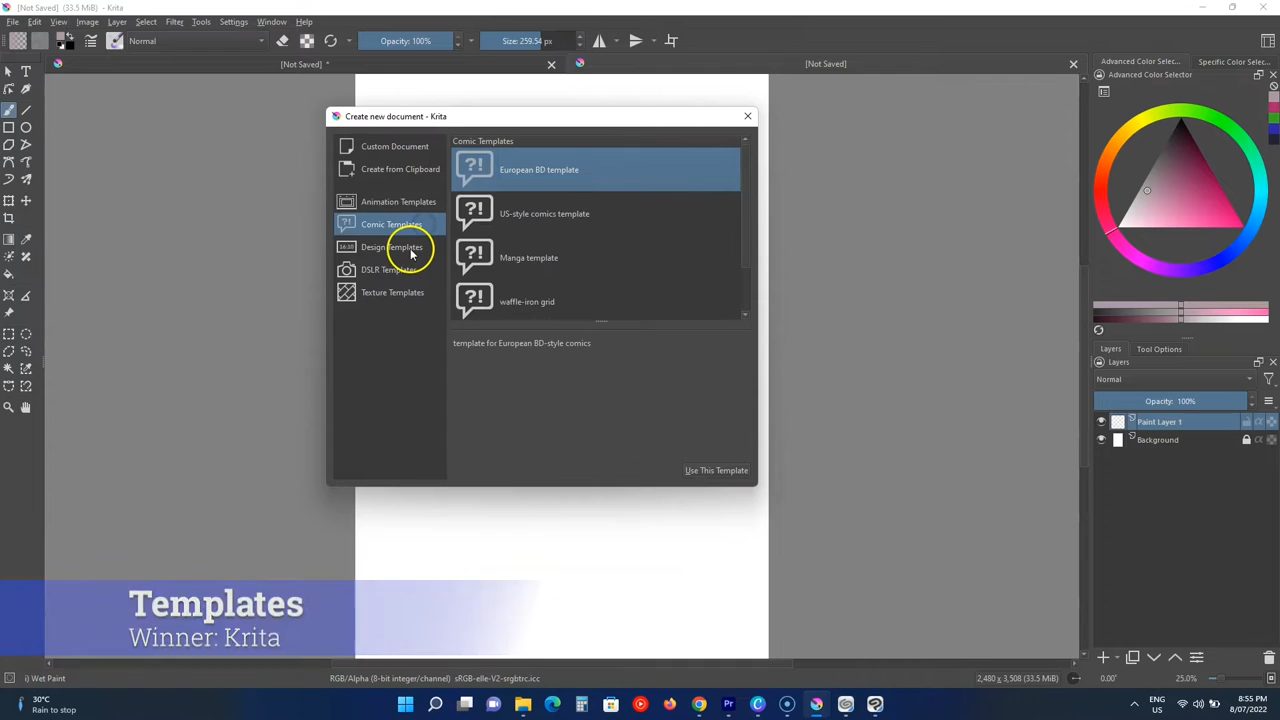 [Not Saved] (33.5 MiB) - Krita
File Edit View Image Layer Select Filter Tools Settings Window Help
Normal
Opacity: 100%
Size: 259.54 px
[Not Saved] *
[Not Saved]
Advanced Color Selec...
Specific Color Selec...
Advanced Color Selector
Create new document - Krita
Custom Document
Create from Clipboard
Animation Templates
Comic Templates
Design Templates
DSLR Templates
Texture Templates
Comic Templates
European BD template
US-style comics template
Manga template
waffle-iron grid
template for European BD-style comics
Use This Template
Layers
Tool Options
Layers
Normal
Opacity: 100%
Paint Layer 1
Background
Templates
Winner: Krita
i) Wet Paint
RGB/Alpha (8-bit integer/channel) sRGB-elle-V2-srgbtrc.icc
2,480 x 3,508 (33.5 MiB)
0.00°
25.0%
30°C
Rain to stop
ENG
US
8:55 PM
8/07/2022